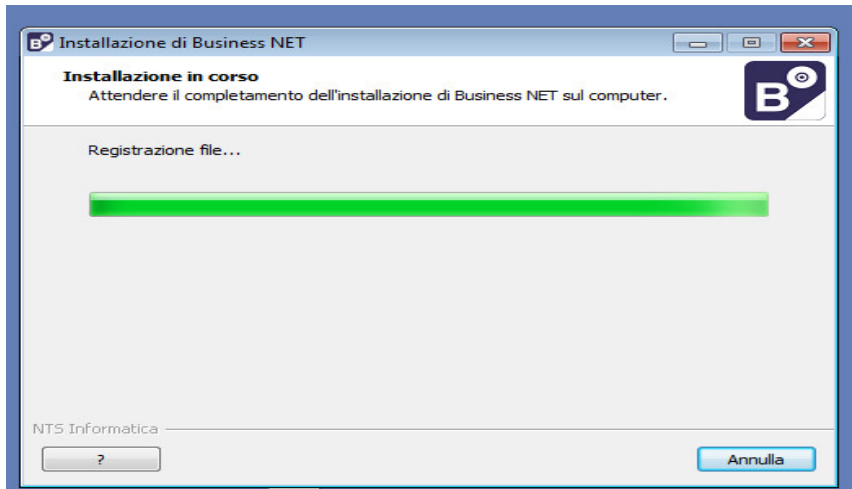 B Installazione di Business NET
Installazione in corso
Attendere il completamento dell'installazione di Business NET sul computer.
B
Registrazione file...
NTS Informatica
?
Annulla